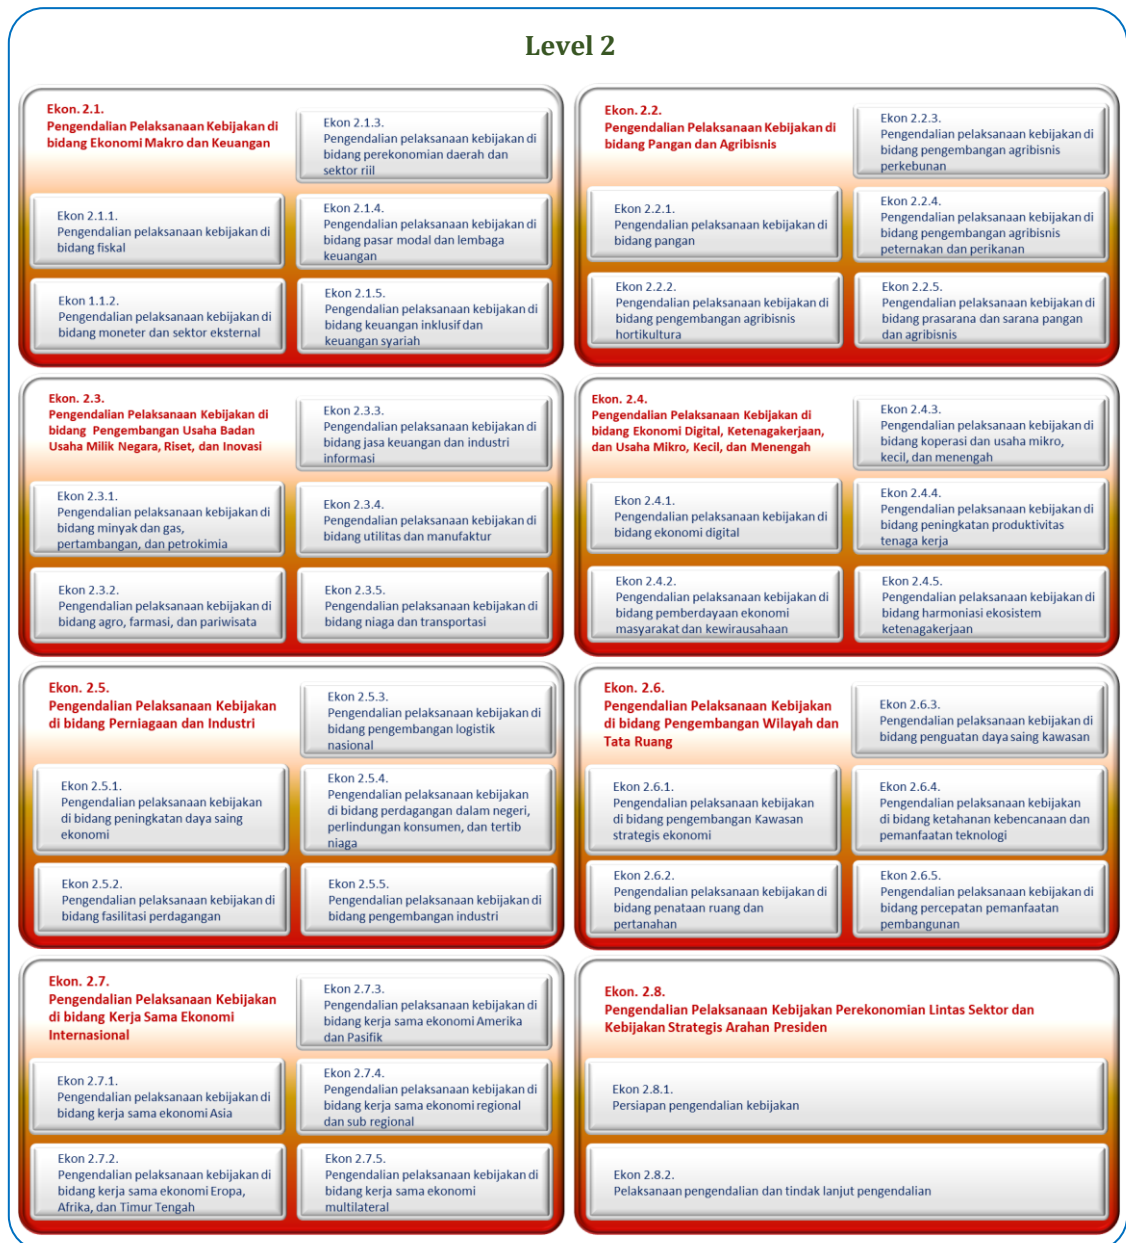 Level 2
Ekon. 2.1.
Pengendalian Pelaksanaan Kebijakan di
bidang Ekonomi Makro dan Keuangan
Ekon 2.1.1.
Pengendalian pelaksanaan kebijakan di
bidang fiskal
Ekon 1.1.2.
Pengendalian pelaksanaan kebijakan di
bidang moneter dan sektor eksternal
Ekon 2.1.3.
Pengendalian pelaksanaan kebijakan di
bidang perekonomian daerah dan
sektor riil
Ekon 2.1.4.
Pengendalian pelaksanaan kebijakan di
bidang pasar modal dan lembaga
keuangan
Ekon 2.1.5.
Pengendalian pelaksanaan kebijakan di
bidang keuangan inklusif dan
keuangan syariah
Ekon. 2.2.
Pengendalian Pelaksanaan Kebijakan di
bidang Pangan dan Agribisnis
Ekon 2.2.1.
Pengendalian pelaksanaan kebijakan di
bidang pangan
Ekon 2.2.2.
Pengendalian pelaksanaan kebijakan di
bidang pengembangan agribisnis
hortikultura
Ekon 2.2.3.
Pengendalian pelaksanaan kebijakan di
bidang pengembangan agribisnis
perkebunan
Ekon 2.2.4.
Pengendalian pelaksanaan kebijakan di
bidang pengembangan agribisnis
peternakan dan perikanan
Ekon 2.2.5.
Pengendalian pelaksanaan kebijakan di
bidang prasarana dan sarana pangan
dan agribisnis
Ekon. 2.3.
Pengendalian Pelaksanaan Kebijakan di
bidang  Pengembangan Usaha Badan
Usaha Milik Negara, Riset, dan Inovasi
Ekon 2.3.1.
Pengendalian pelaksanaan kebijakan di
bidang minyak dan gas,
pertambangan, dan petrokimia
Ekon 2.3.2.
Pengendalian pelaksanaan kebijakan di
bidang agro, farmasi, dan pariwisata
Ekon 2.3.3.
Pengendalian pelaksanaan kebijakan di
bidang jasa keuangan dan industri
informasi
Ekon 2.3.4.
Pengendalian pelaksanaan kebijakan di
bidang utilitas dan manufaktur
Ekon 2.3.5.
Pengendalian pelaksanaan kebijakan di
bidang niaga dan transportasi
Ekon. 2.4.
Pengendalian Pelaksanaan Kebijakan di
bidang Ekonomi Digital, Ketenagakerjaan,
dan Usaha Mikro, Kecil, dan Menengah
Ekon 2.4.1.
Pengendalian pelaksanaan kebijakan di
bidang ekonomi digital
Ekon 2.4.2.
Pengendalian pelaksanaan kebijakan di
bidang pemberdayaan ekonomi
masyarakat dan kewirausahaan
Ekon 2.4.3.
Pengendalian pelaksanaan kebijakan di
bidang koperasi dan usaha mikro,
kecil, dan menengah
Ekon 2.4.4.
Pengendalian pelaksanaan kebijakan di
bidang peningkatan produktivitas
tenaga kerja
Ekon 2.4.5.
Pengendalian pelaksanaan kebijakan di
bidang harmoniasi ekosistem
ketenagakerjaan
Ekon. 2.5.
Pengendalian Pelaksanaan Kebijakan
di bidang Perniagaan dan Industri
Ekon 2.5.1.
Pengendalian pelaksanaan kebijakan
di bidang peningkatan daya saing
ekonomi
Ekon 2.5.2.
Pengendalian pelaksanaan kebijakan di
bidang fasilitasi perdagangan
Ekon 2.5.3.
Pengendalian pelaksanaan kebijakan di
bidang pengembangan logistik
nasional
Ekon 2.5.4.
Pengendalian pelaksanaan kebijakan
di bidang perdagangan dalam negeri,
perlindungan konsumen, dan tertib
niaga
Ekon 2.5.5.
Pengendalian pelaksanaan kebijakan di
bidang pengembangan industri
Ekon. 2.6.
Pengendalian Pelaksanaan Kebijakan
di bidang Pengembangan Wilayah dan
Tata Ruang
Ekon 2.6.1.
Pengendalian pelaksanaan kebijakan
di bidang pengembangan Kawasan
strategis ekonomi
Ekon 2.6.2.
Pengendalian pelaksanaan kebijakan di
bidang penataan ruang dan
pertanahan
Ekon 2.6.3.
Pengendalian pelaksanaan kebijakan di
bidang penguatan daya saing kawasan
Ekon 2.6.4.
Pengendalian pelaksanaan kebijakan
di bidang ketahanan kebencanaan dan
pemanfaatan teknologi
Ekon 2.6.5.
Pengendalian pelaksanaan kebijakan di
bidang percepatan pemanfaatan
pembangunan
Ekon. 2.7.
Pengendalian Pelaksanaan Kebijakan
di bidang Kerja Sama Ekonomi
Internasional
Ekon 2.7.1.
Pengendalian pelaksanaan kebijakan di
bidang kerja sama ekonomi Asia
Ekon 2.7.2.
Pengendalian pelaksanaan kebijakan di
bidang kerja sama ekonomi Eropa,
Afrika, dan Timur Tengah
Ekon 2.7.3.
Pengendalian pelaksanaan kebijakan di
bidang kerja sama ekonomi Amerika
dan Pasifik
Ekon 2.7.4.
Pengendalian pelaksanaan kebijakan di
bidang kerja sama ekonomi regional
dan sub regional
Ekon 2.7.5.
Pengendalian pelaksanaan kebijakan di
bidang kerja sama ekonomi
multilateral
Ekon. 2.8.
Pengendalian Pelaksanaan Kebijakan Perekonomian Lintas Sektor dan
Kebijakan Strategis Arahan Presiden
Ekon 2.8.1.
Persiapan pengendalian kebijakan
Ekon 2.8.2.
Pelaksanaan pengendalian dan tindak lanjut pengendalian